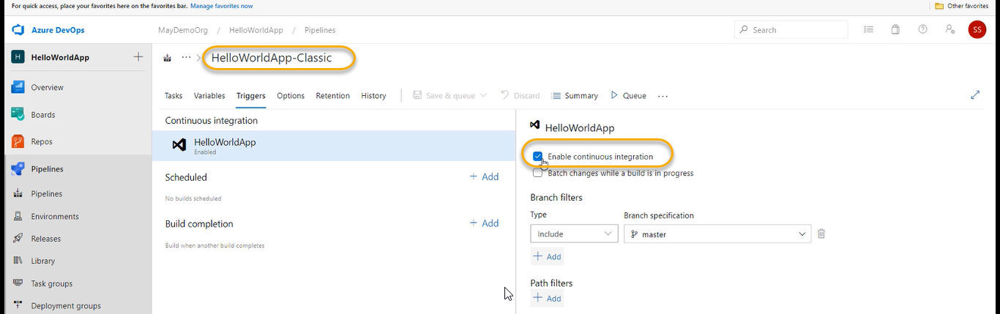 For quick access, place your favorites here on the favorites bar. Manage favorites now
Other favorites
Azure DevOps
MayDemoOrg / HelloWorldApp / Pipelines
Search
SS
H HelloWorldApp
Overview
Boards
Repos
Pipelines
Pipelines
Environments
Releases
Library
Task groups
Deployment groups
... > HelloWorldApp-Classic
Tasks Variables Triggers Options Retention History Save & queue Discard Summary Queue ...
Continuous integration
HelloWorldApp
Enabled
Scheduled
+ Add
No builds scheduled
Build completion
+ Add
Build when another build completes
HelloWorldApp
Enable continuous integration
Batch changes while a build is in progress
Branch filters
Type Branch specification
Include master
+ Add
Path filters
+ Add